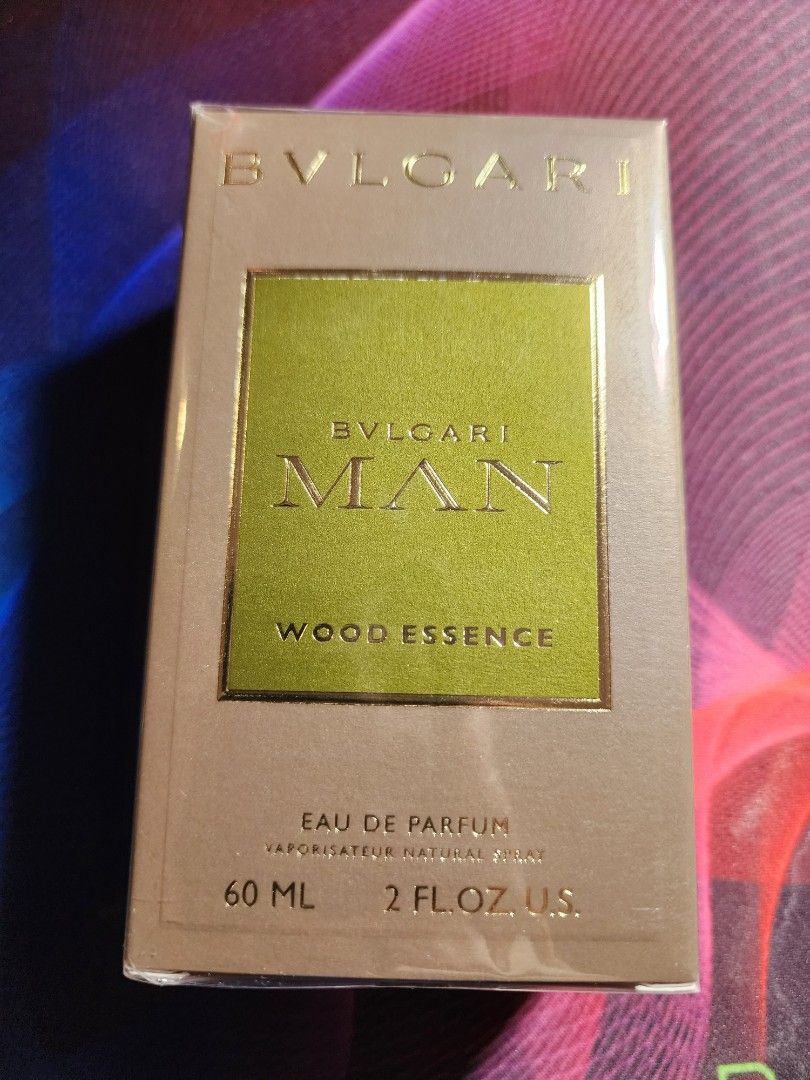 BVLGARI
BVLGARI
MAN
WOOD ESSENCE
EAU DE PARFUM
VAPORISATEUR NATURAL SPRAY
60 ML 2 FL.OZ. U.S.